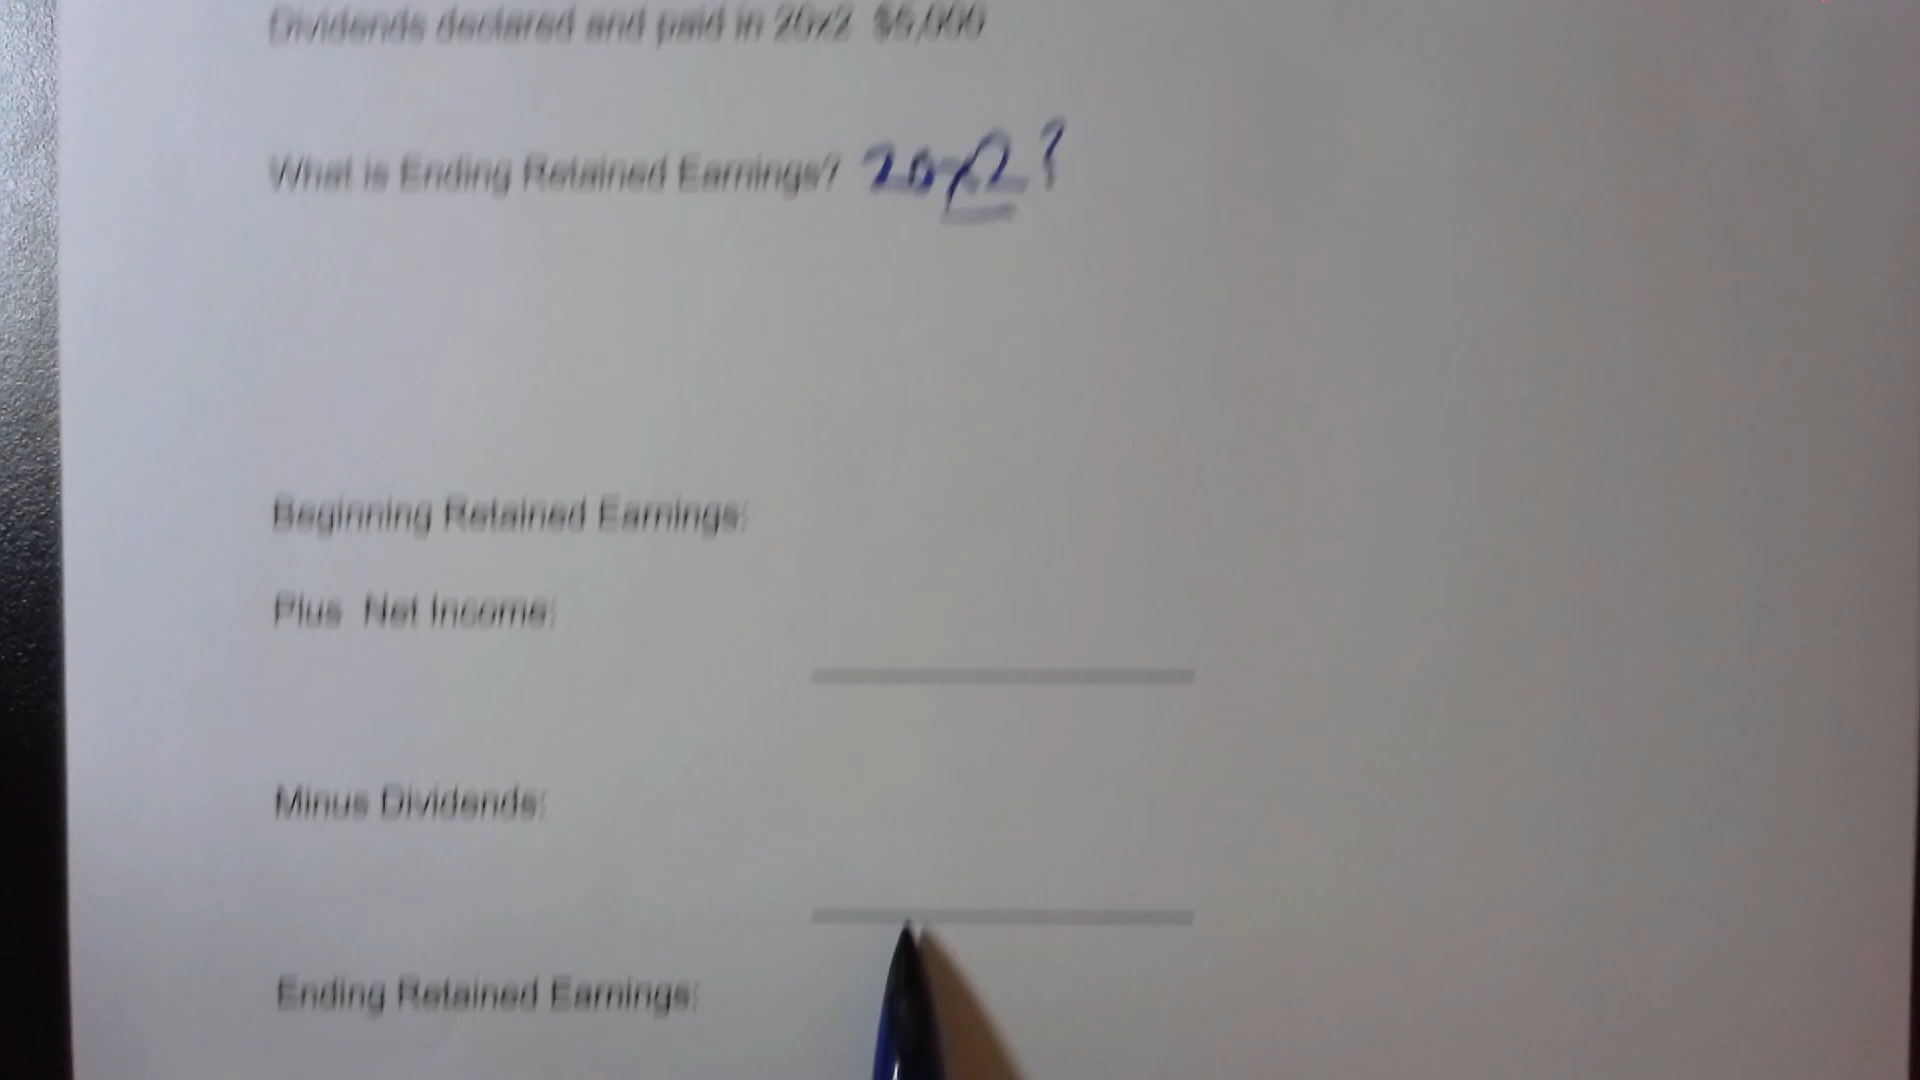 Dividends declared and paid in 20x2 $5,000
What is Ending Retained Earnings? 20x2?
Beginning Retained Earnings:
Plus Net Income:
Minus Dividends:
Ending Retained Earnings: